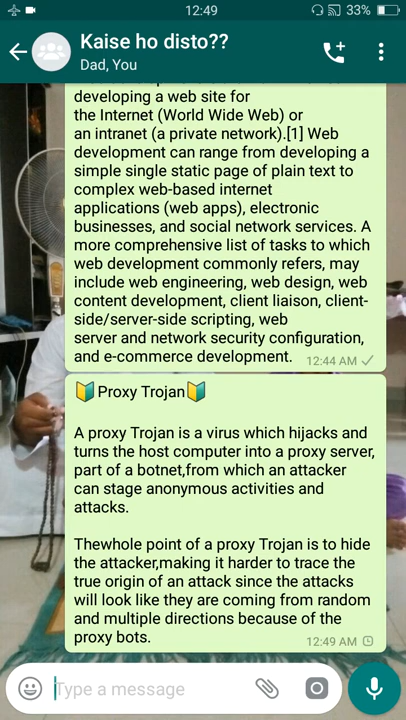 12:49
33%
Kaise ho disto??
Dad, You
developing a web site for
the Internet (World Wide Web) or
an intranet (a private network).[1] Web
development can range from developing a
simple single static page of plain text to
complex web-based internet
applications (web apps), electronic
businesses, and social network services. A
more comprehensive list of tasks to which
web development commonly refers, may
include web engineering, web design, web
content development, client liaison, client-
side/server-side scripting, web
server and network security configuration,
and e-commerce development.
12:44 AM
🔰Proxy Trojan🔰
A proxy Trojan is a virus which hijacks and
turns the host computer into a proxy server,
part of a botnet,from which an attacker
can stage anonymous activities and
attacks.
Thewhole point of a proxy Trojan is to hide
the attacker,making it harder to trace the
true origin of an attack since the attacks
will look like they are coming from random
and multiple directions because of the
proxy bots.
12:49 AM
Type a message